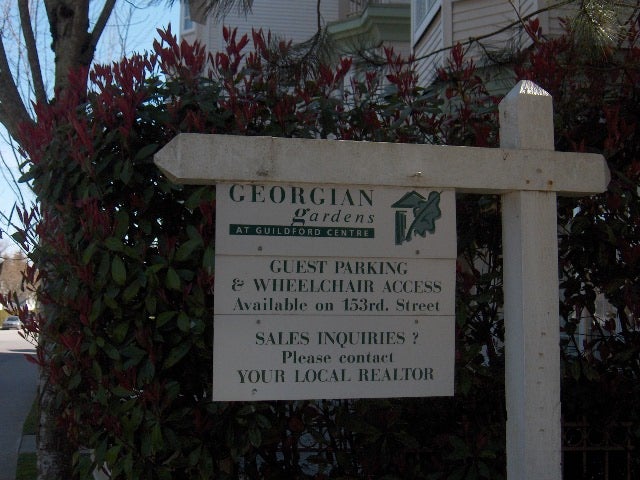 GEORGIAN
gardens
AT GUILDFORD CENTRE
GUEST PARKING
& WHEELCHAIR ACCESS
Available on 153rd. Street
SALES INQUIRIES ?
Please contact
YOUR LOCAL REALTOR